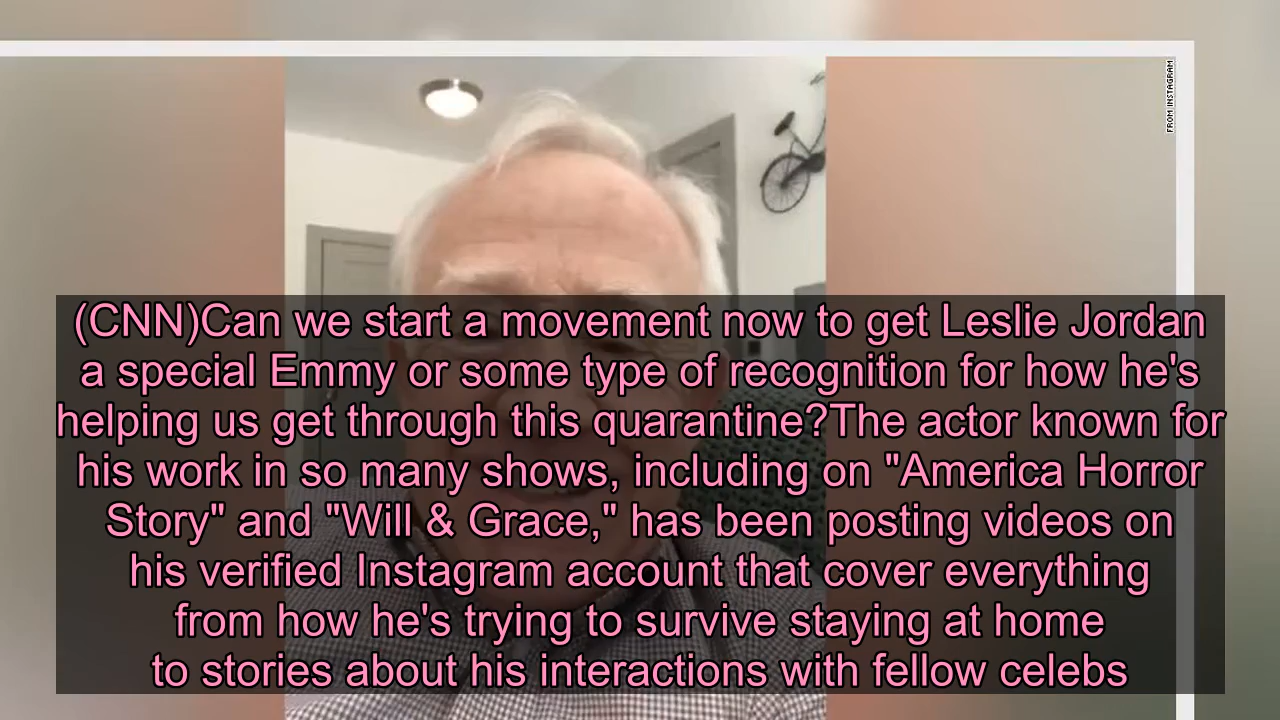 FROM INSTAGRAM
(CNN)Can we start a movement now to get Leslie Jordan
a special Emmy or some type of recognition for how he's
helping us get through this quarantine?The actor known for
his work in so many shows, including on "America Horror
Story" and "Will & Grace," has been posting videos on
his verified Instagram account that cover everything
from how he's trying to survive staying at home
to stories about his interactions with fellow celebs